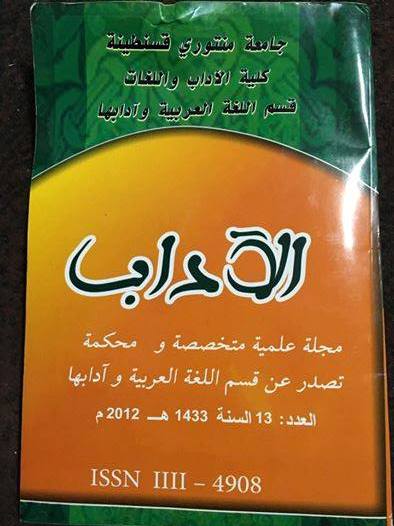 جامعة منتوري قسنطينة
كلية الآداب واللغات
قسم اللغة العربية وآدابها
الآداب
مجلة علمية متخصصة و محكمة
تصدر عن قسم اللغة العربية و آدابها
العدد: 13 السنة 1433 هـ 2012 م
ISSN IIII – 4908